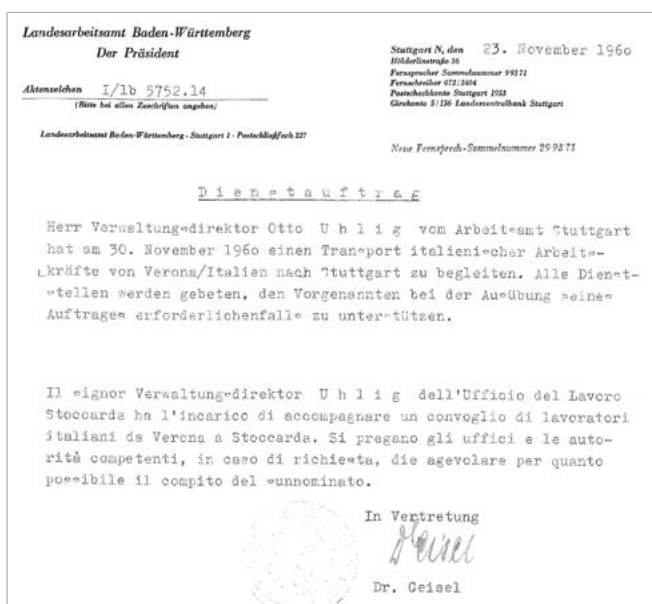 Landesarbeitsamt Baden-Württemberg
Der Präsident
Aktenzeichen I/1b 5752.14
(Bitte bei allen Zuschriften angeben)
Landesarbeitsamt Baden-Württemberg - Stuttgart 1 - Postschließfach 227
Stuttgart N, den 23. November 1960
Hölderlinstraße 36
Fernsprecher Sammelnummer 99371
Fernschreiber 072/3404
Postscheckkonto Stuttgart 1953
Girokonto 5/136 Landeszentralbank Stuttgart
Neue Fernsprech-Sammelnummer 29 98 71
Dienstauftrag
Herr Verwaltungsdirektor Otto Uhlig vom Arbeitsamt Stuttgart
hat am 30. November 1960 einen Transport italienischer Arbeits-
kräfte von Verona/Italien nach Stuttgart zu begleiten. Alle Dienst-
stellen werden gebeten, den Vorgenannten bei der Ausübung seines
Auftrages erforderlichenfalls zu unterstützen.
Il signor Verwaltungsdirektor Uhlig dell'Ufficio del Lavoro
Stoccarda ha l'incarico di accompagnare un convoglio di lavoratori
italiani da Verona a Stoccarda. Si pregano gli uffici e le auto-
rità competenti, in caso di richiesta, die agevolare per quanto
possibile il compito del sunnominato.
In Vertretung
Geisel
Dr. Geisel